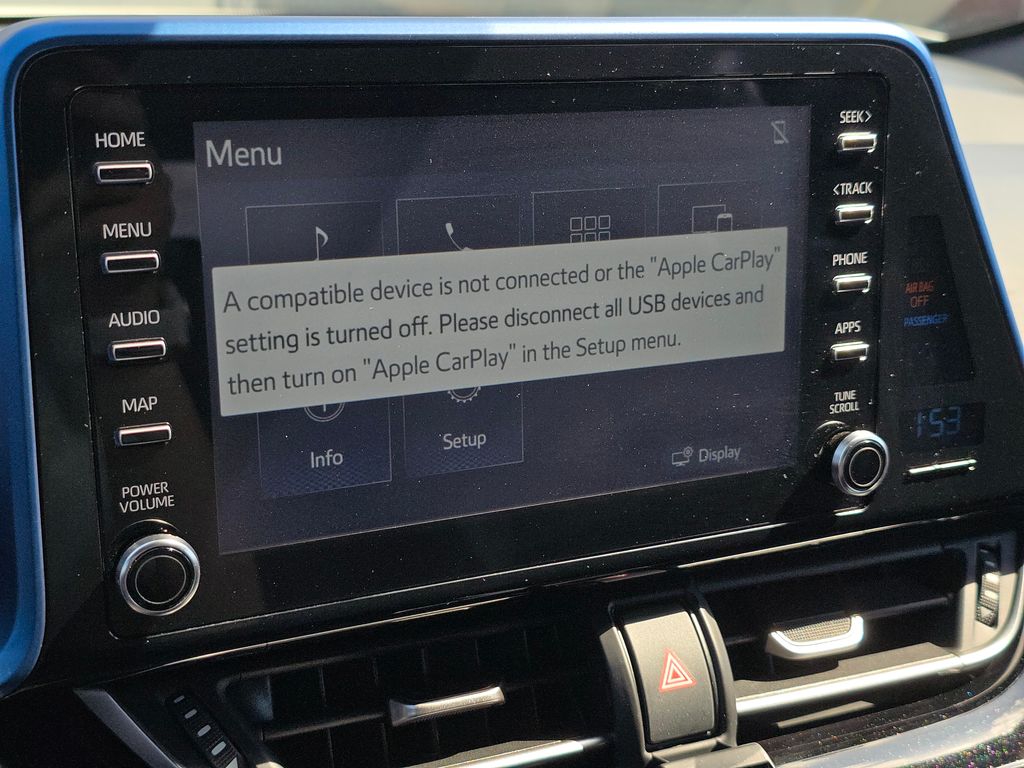 HOME
MENU
AUDIO
MAP
POWER
VOLUME
Menu
A compatible device is not connected or the "Apple CarPlay"
setting is turned off. Please disconnect all USB devices and
then turn on "Apple CarPlay" in the Setup menu.
Info
Setup
Display
SEEK>
<TRACK
PHONE
APPS
TUNE
SCROLL
AIR BAG
OFF
PASSENGER
1:53